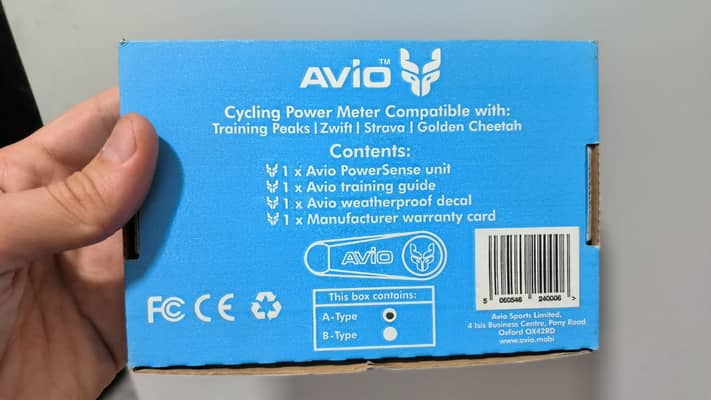 AVIO™
Cycling Power Meter Compatible with:
Training Peaks | Zwift | Strava | Golden Cheetah
Contents:
1 x Avio PowerSense unit
1 x Avio training guide
1 x Avio weatherproof decal
1 x Manufacturer warranty card
AVIO
FC CE
This box contains:
A-Type
B-Type
5 060546 240006 >
Avio Sports Limited,
4 Isis Business Centre, Pony Road
Oxford OX42RD
www.avio.mobi